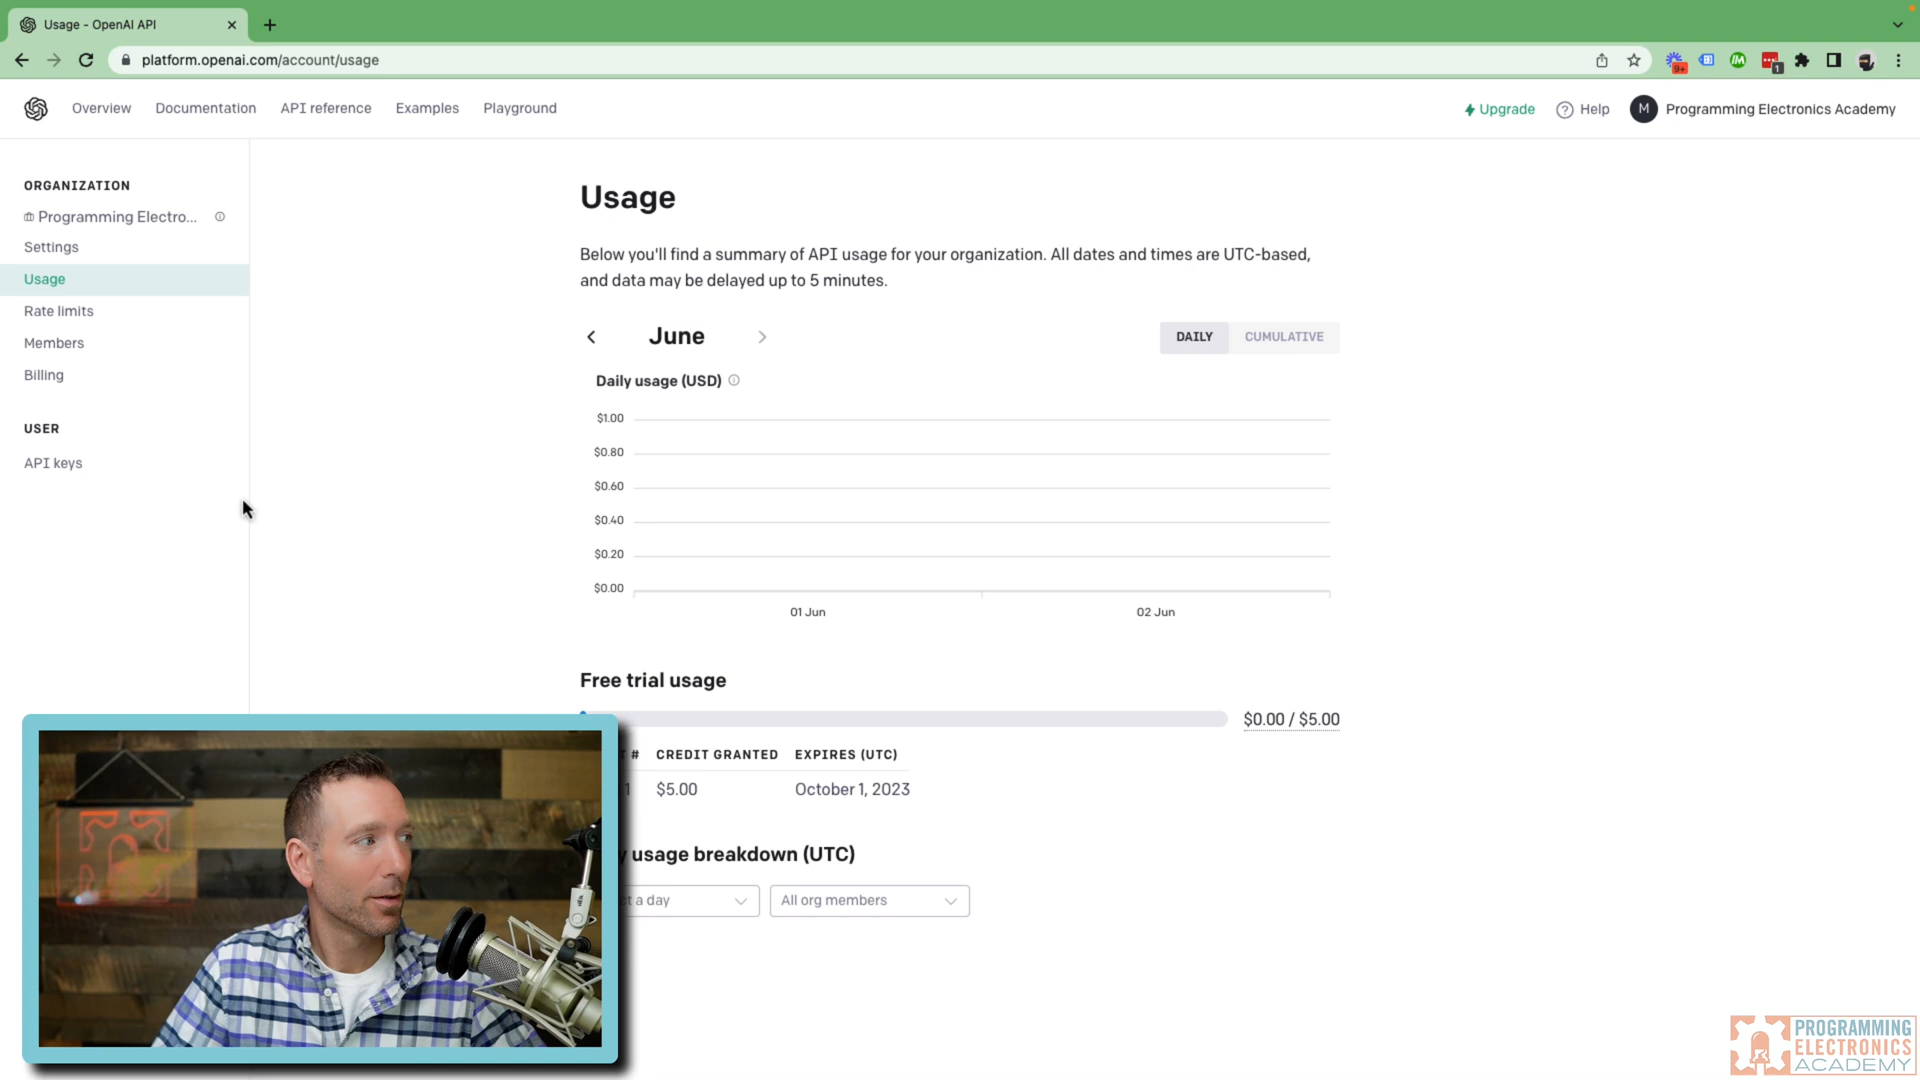 Usage - OpenAI API
platform.openai.com/account/usage
9+
1
Overview
Documentation
API reference
Examples
Playground
Upgrade
Help
M
Programming Electronics Academy
ORGANIZATION
Programming Electro...
Settings
Usage
Rate limits
Members
Billing
USER
API keys
Usage
Below you'll find a summary of API usage for your organization. All dates and times are UTC-based,
and data may be delayed up to 5 minutes.
June
DAILY
CUMULATIVE
Daily usage (USD)
$1.00
$0.80
$0.60
$0.40
$0.20
$0.00
01 Jun
02 Jun
Free trial usage
$0.00 / $5.00
# CREDIT GRANTED EXPIRES (UTC)
1 $5.00 October 1, 2023
usage breakdown (UTC)
a day
All org members
PROGRAMMING
ELECTRONICS
ACADEMY